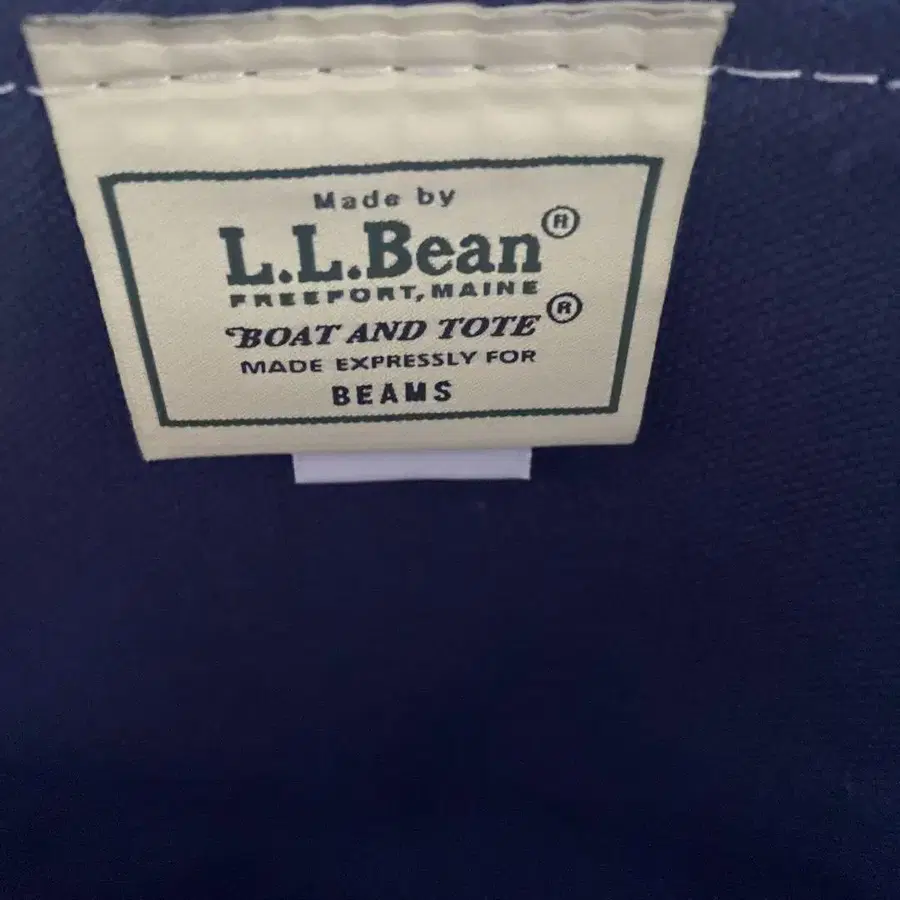 Made by
L.L.Bean®
FREEPORT, MAINE
BOAT AND TOTE®
MADE EXPRESSLY FOR
BEAMS